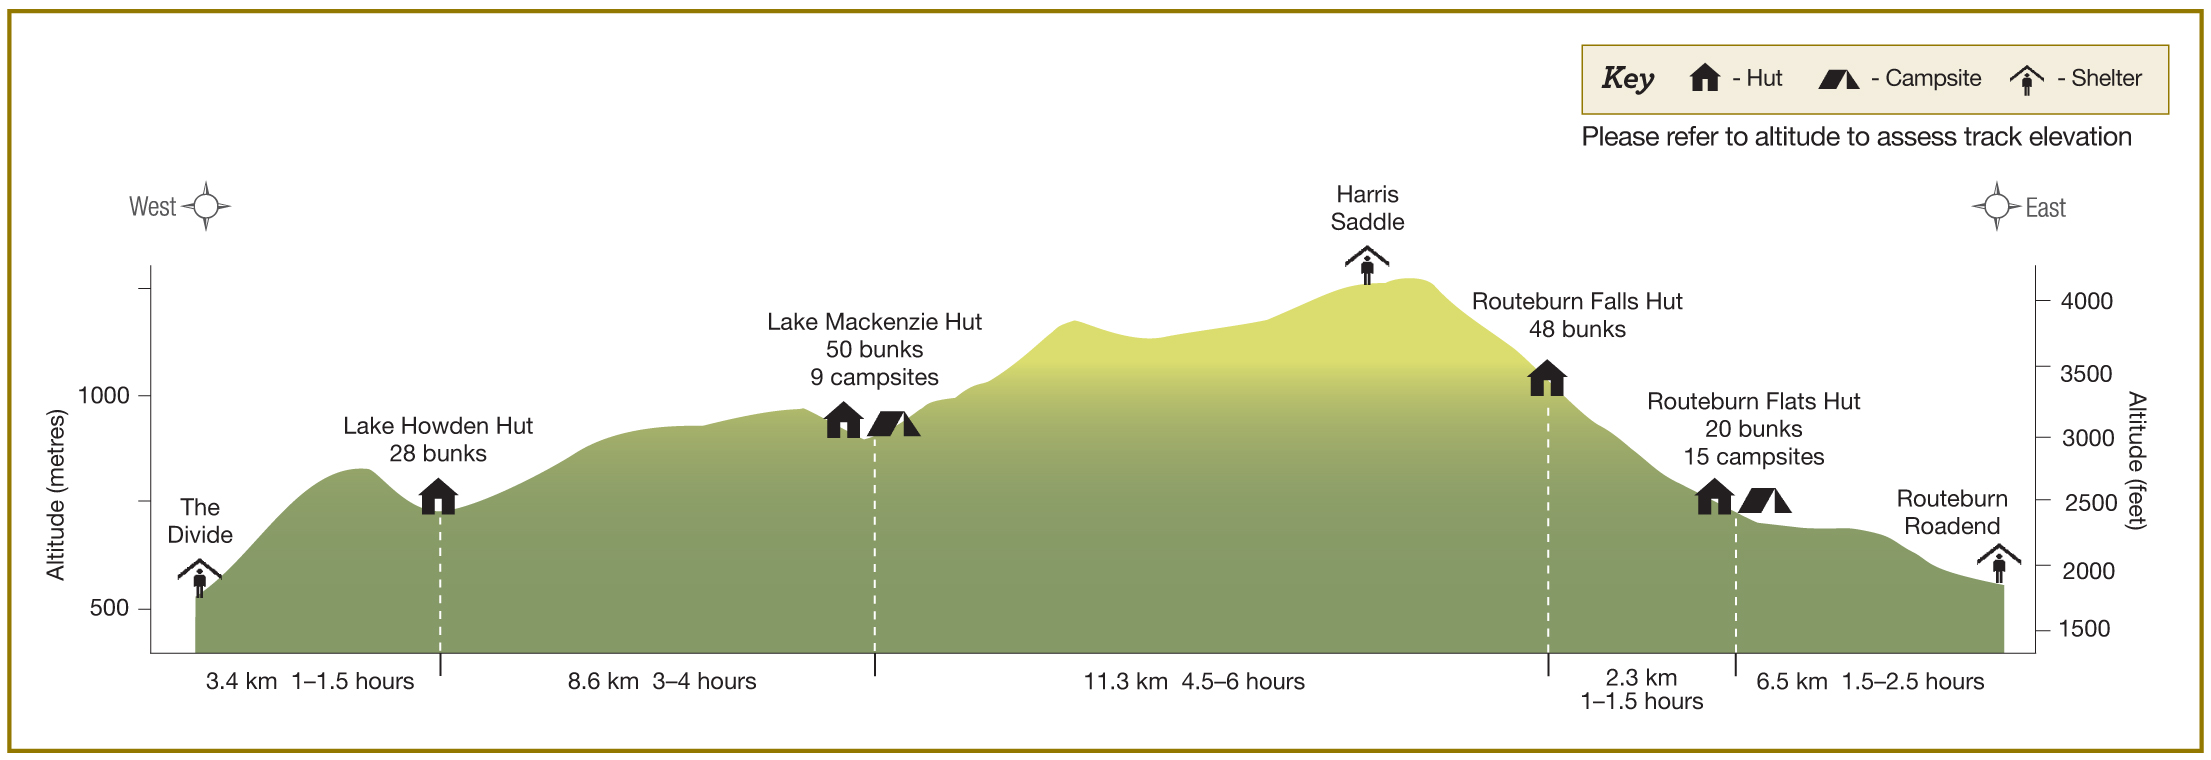 Key - Hut - Campsite - Shelter
Please refer to altitude to assess track elevation
West
East
Harris
Saddle
Routeburn Falls Hut
48 bunks
Lake Mackenzie Hut
50 bunks
9 campsites
Lake Howden Hut
28 bunks
Routeburn Flats Hut
20 bunks
15 campsites
The
Divide
Routeburn
Roadend
Altitude (metres)
1000
500
4000
3500
3000
2500
2000
1500
Altitude (feet)
3.4 km 1–1.5 hours
8.6 km 3–4 hours
11.3 km 4.5–6 hours
2.3 km
1–1.5 hours
6.5 km 1.5–2.5 hours